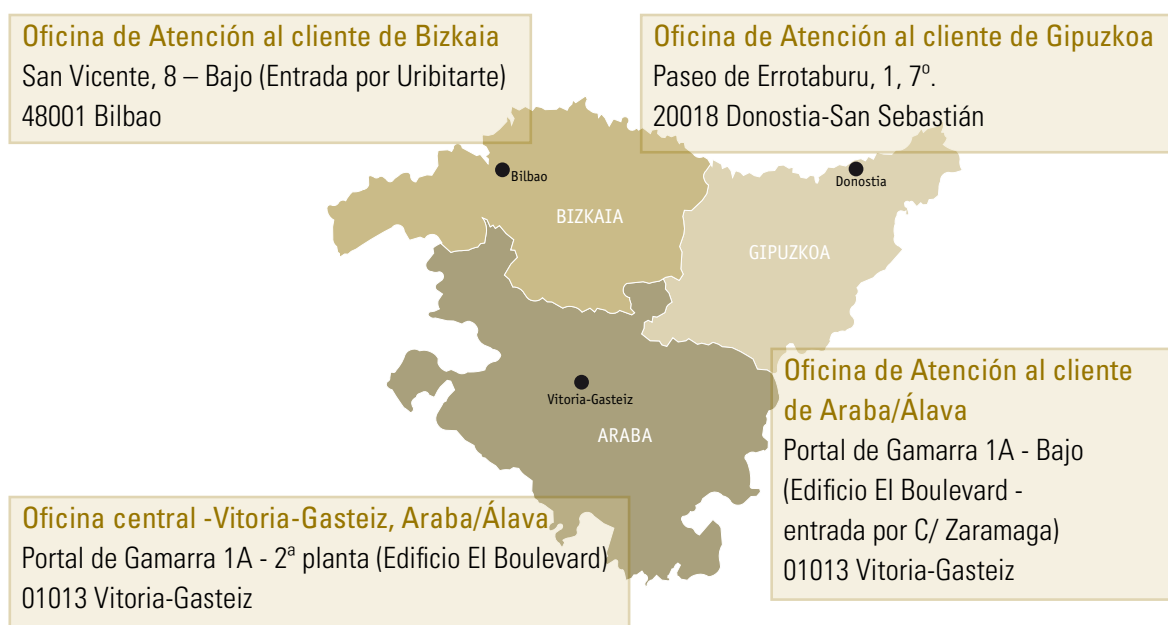 Oficina de Atención al cliente de Bizkaia
San Vicente, 8 – Bajo (Entrada por Uribitarte)
48001 Bilbao
Oficina de Atención al cliente de Gipuzkoa
Paseo de Errotaburu, 1, 7º.
20018 Donostia-San Sebastián
Bilbao
Donostia
BIZKAIA
GIPUZKOA
Vitoria-Gasteiz
ARABA
Oficina de Atención al cliente
de Araba/Álava
Portal de Gamarra 1A - Bajo
(Edificio El Boulevard -
entrada por C/ Zaramaga)
01013 Vitoria-Gasteiz
Oficina central -Vitoria-Gasteiz, Araba/Álava
Portal de Gamarra 1A - 2ª planta (Edificio El Boulevard)
01013 Vitoria-Gasteiz